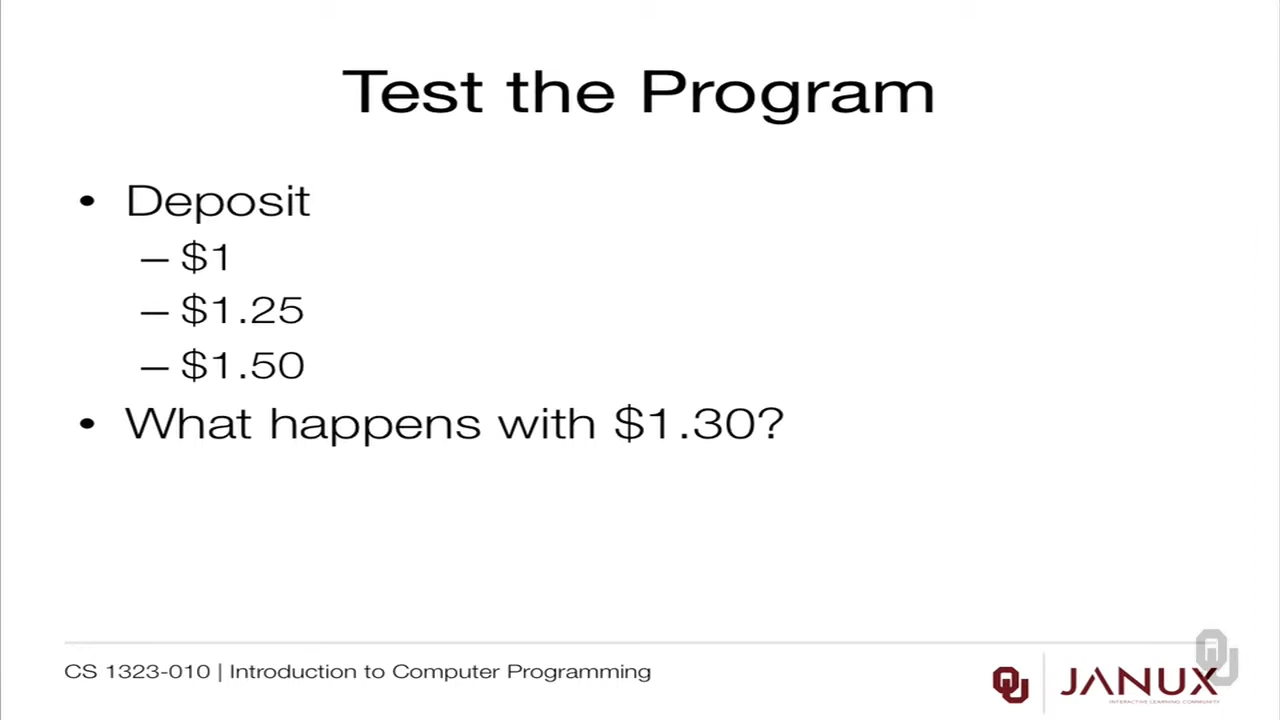 Test the Program
• Deposit
– $1
– $1.25
– $1.50
• What happens with $1.30?
CS 1323-010 | Introduction to Computer Programming
OU
JANUX
INTERACTIVE LEARNING COMMUNITY
OU